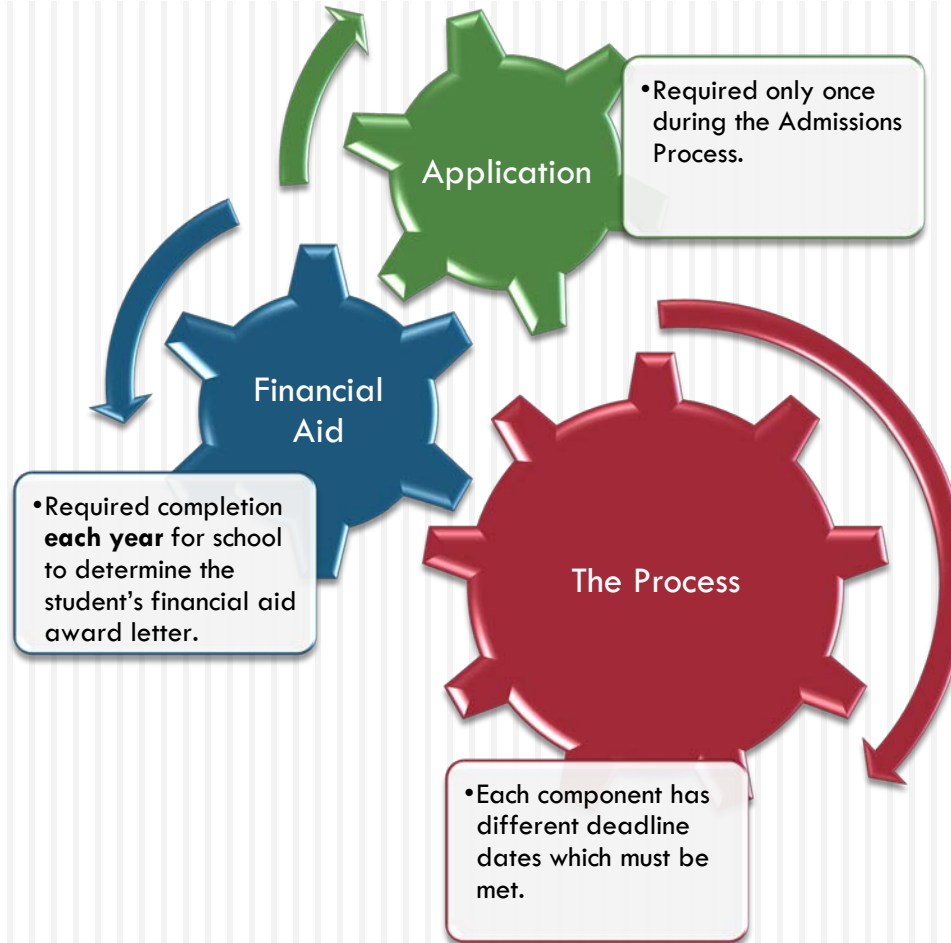 Application
•Required only once
during the Admissions
Process.
Financial
Aid
•Required completion
each year for school
to determine the
student’s financial aid
award letter.
The Process
•Each component has
different deadline
dates which must be
met.